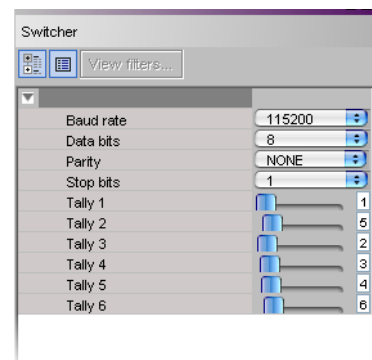 Switcher
View filters...
Baud rate 115200
Data bits 8
Parity NONE
Stop bits 1
Tally 1 1
Tally 2 5
Tally 3 2
Tally 4 3
Tally 5 4
Tally 6 6